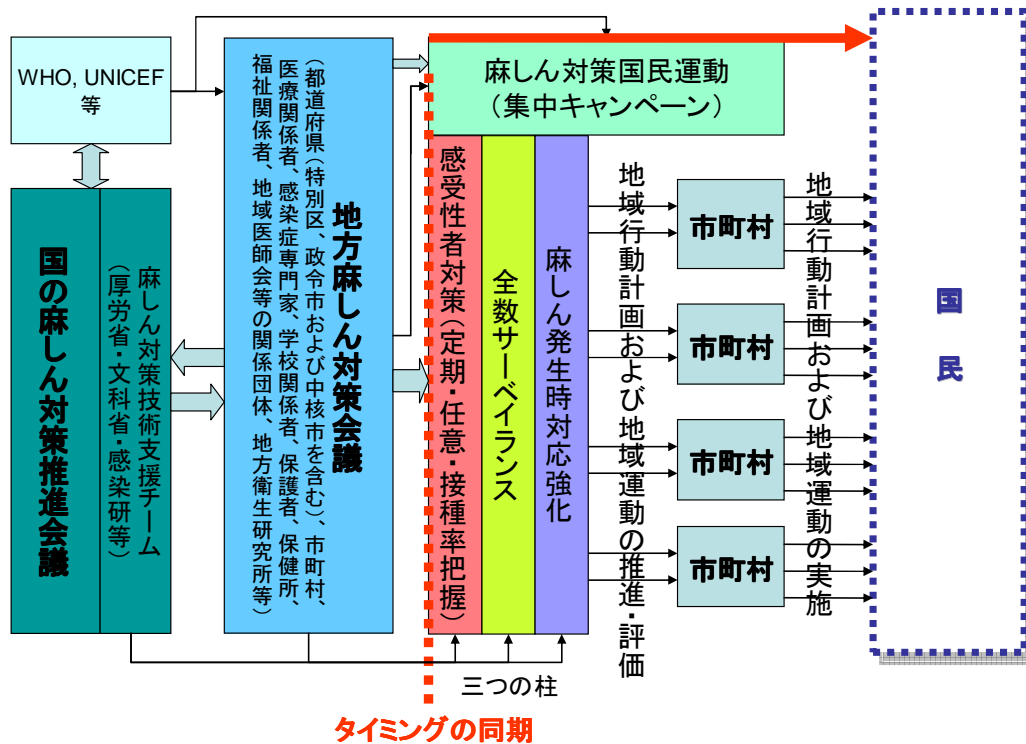 WHO, UNICEF
等
国の麻しん対策推進会議
麻しん対策技術支援チーム
（厚労省・文科省・感染研等）
地方麻しん対策会議
（都道府県（特別区、政令市および中核市を含む）、市町村、
医療関係者、感染症専門家、学校関係者、保護者、保健所、
福祉関係者、地域医師会等の関係団体、地方衛生研究所等）
麻しん対策国民運動
（集中キャンペーン）
感受性者対策（定期・任意・接種率把握）
全数サーベイランス
麻しん発生時対応強化
地域行動計画および地域運動の推進・評価
市町村
市町村
市町村
市町村
地域行動計画および地域運動の実施
国民
三つの柱
タイミングの同期